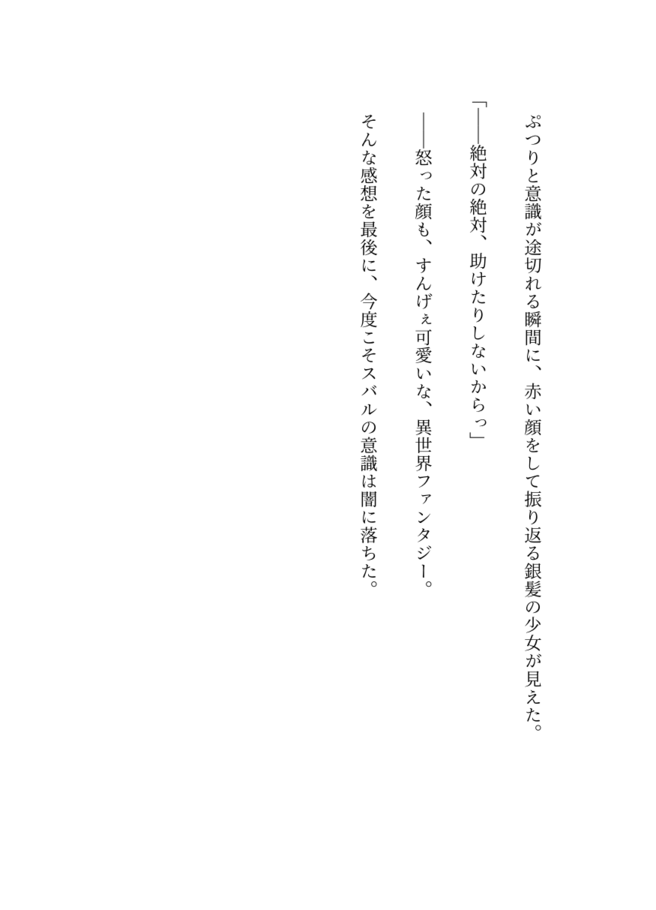 ぷつりと意識が途切れる瞬間に、赤い顔をして振り返る銀髪の少女が見えた。
「――絶対の絶対、助けたりしないからっ」
――怒った顔も、すんげぇ可愛いな、異世界ファンタジー。
そんな感想を最後に、今度こそスバルの意識は闇に落ちた。